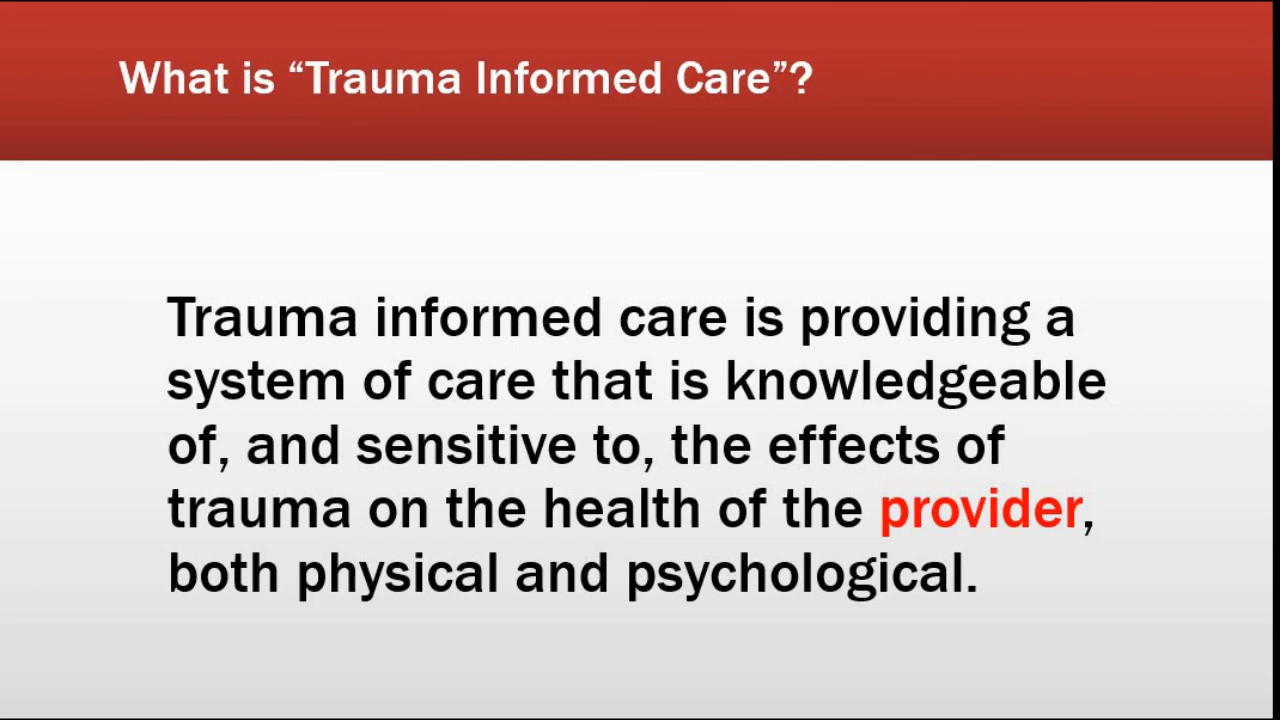 What is “Trauma Informed Care”?
Trauma informed care is providing a
system of care that is knowledgeable
of, and sensitive to, the effects of
trauma on the health of the provider,
both physical and psychological.